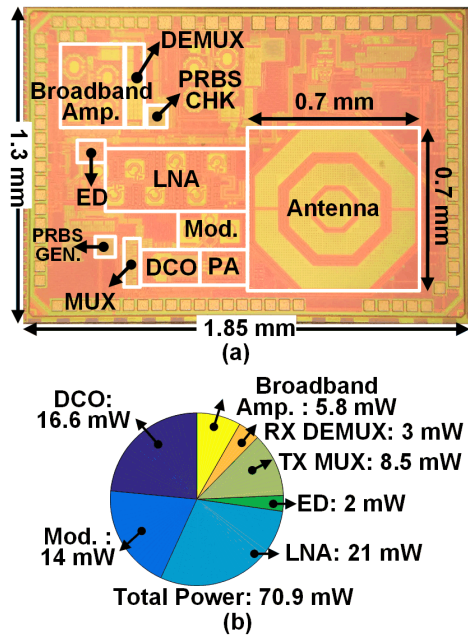 DEMUX
Broadband
Amp.
PRBS
CHK
0.7 mm
1.3 mm
LNA
ED
Antenna
0.7 mm
Mod.
PRBS
GEN.
DCO
PA
MUX
1.85 mm
(a)
DCO:
16.6 mW
Broadband
Amp. : 5.8 mW
RX DEMUX: 3 mW
TX MUX: 8.5 mW
ED: 2 mW
Mod. :
14 mW
LNA: 21 mW
Total Power: 70.9 mW
(b)